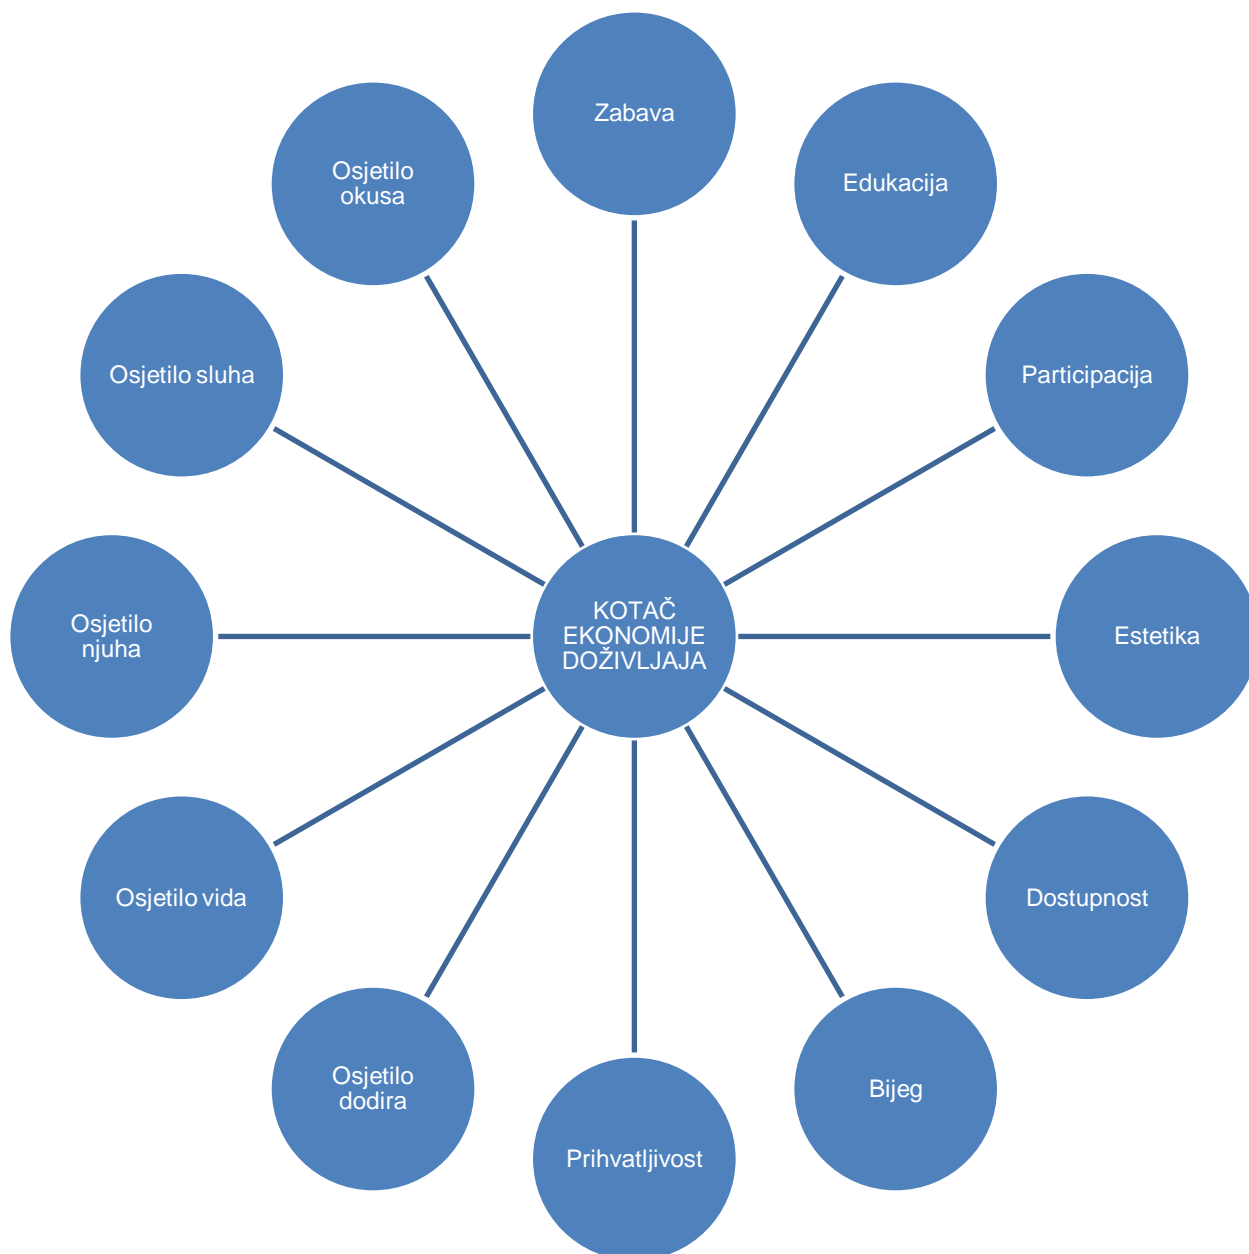 Zabava
Edukacija
Participacija
Estetika
Dostupnost
Bijeg
Prihvatljivost
Osjetilo
dodira
Osjetilo vida
Osjetilo
njuha
Osjetilo sluha
Osjetilo
okusa
KOTAČ
EKONOMIJE
DOŽIVLJAJA